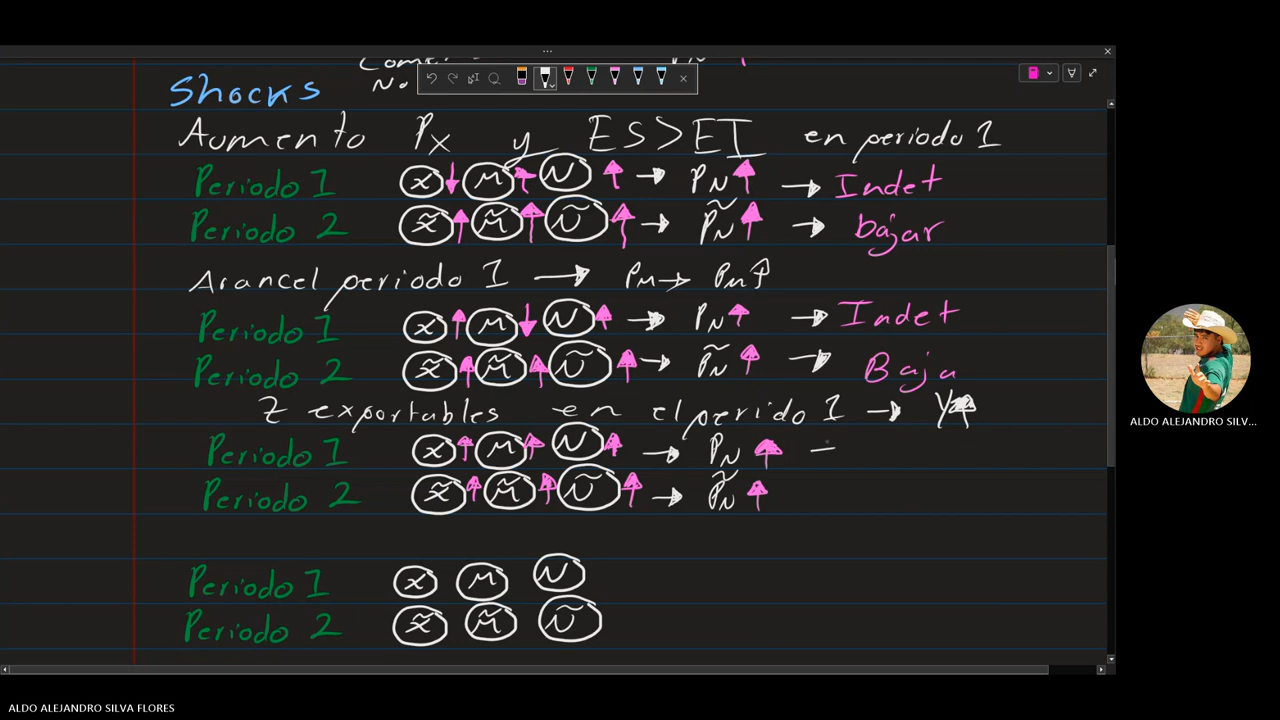 Shocks
Aumento Px y ES>EI en periodo 1
Periodo 1 X↓ M↑ N↑ → PN↑ → Indet
Periodo 2 X̃↑ M̃↑ Ñ↑ → P̃N↑ → bajar
Arancel periodo 1 → PM → PM↑
Periodo 1 X↑ M↓ N↑ → PN↑ → Indet
Periodo 2 X̃↑ M̃↑ Ñ↑ → P̃N↑ → Baja
Z exportables en el perido 1 → Y↑
Periodo 1 X↑ M↑ N↑ → PN↑ —
Periodo 2 X̃↑ M̃↑ Ñ↑ → P̃N↑
Periodo 1 X M N
Periodo 2 X̃ M̃ Ñ
ALDO ALEJANDRO SILV...
ALDO ALEJANDRO SILVA FLORES